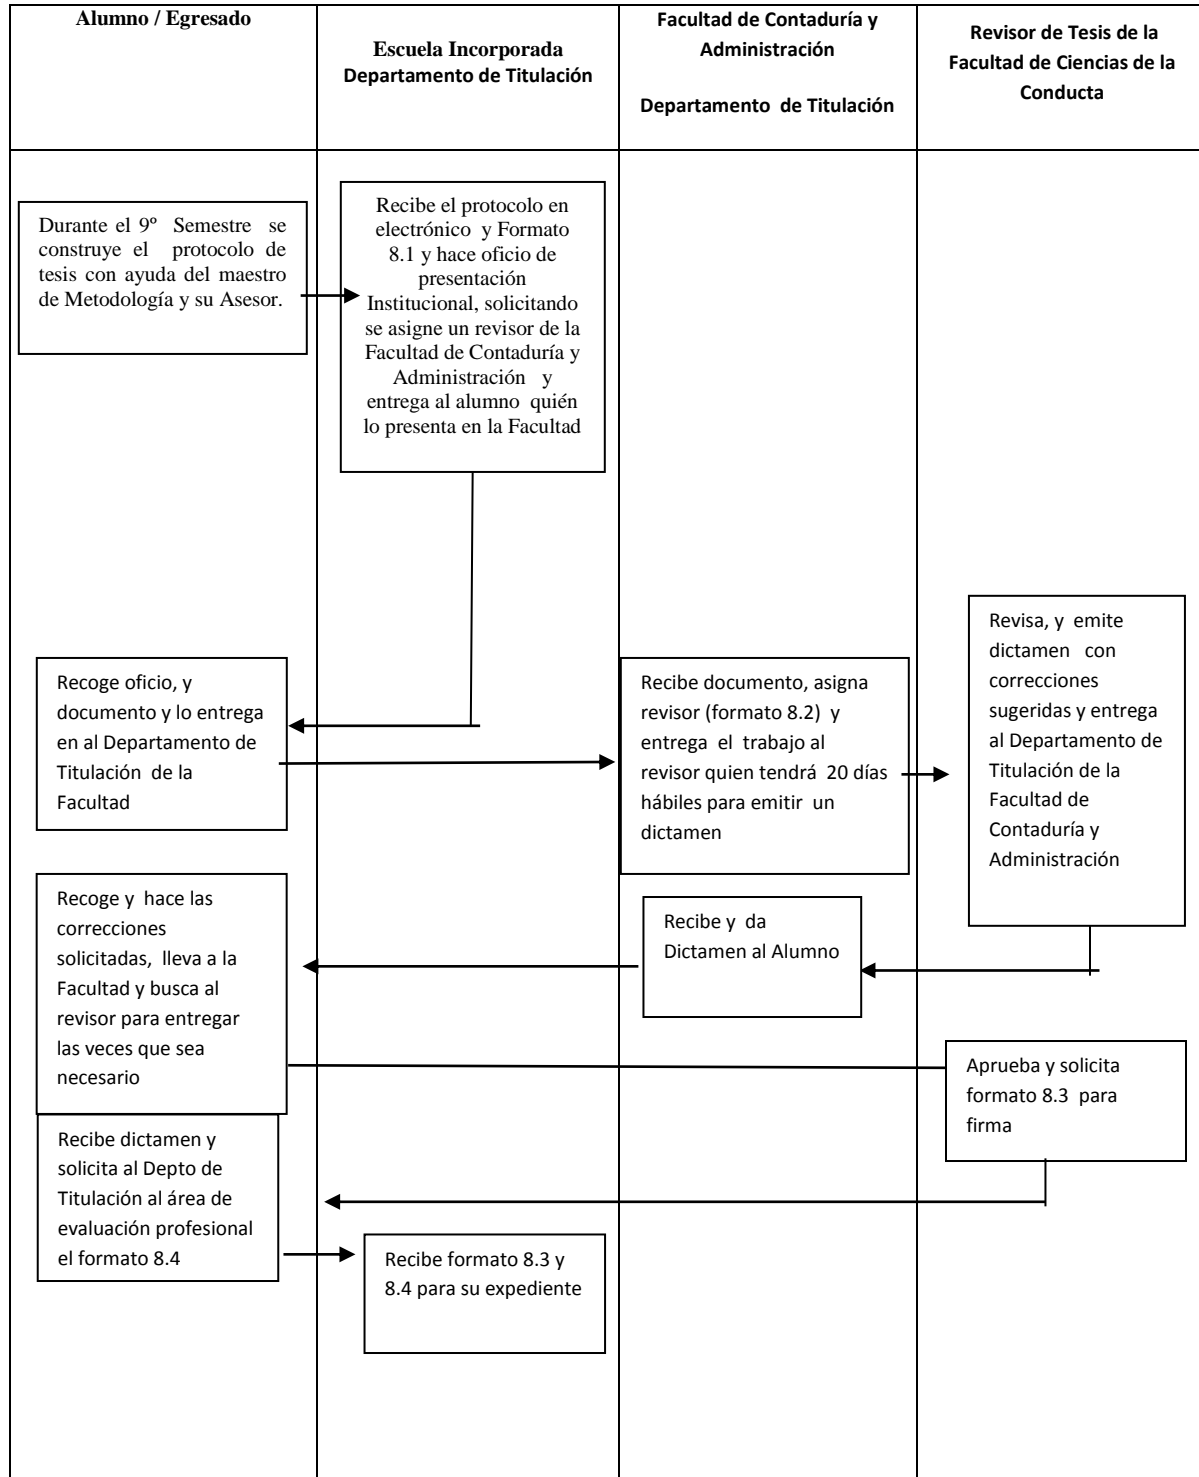 Alumno / Egresado
Escuela Incorporada
Departamento de Titulación
Facultad de Contaduría y
Administración
Departamento de Titulación
Revisor de Tesis de la
Facultad de Ciencias de la
Conducta
Durante el 9º Semestre se
construye el protocolo de
tesis con ayuda del maestro
de Metodología y su Asesor.
Recibe el protocolo en
electrónico y Formato
8.1 y hace oficio de
presentación
Institucional, solicitando
se asigne un revisor de la
Facultad de Contaduría y
Administración y
entrega al alumno quién
lo presenta en la Facultad
Recoge oficio, y
documento y lo entrega
en al Departamento de
Titulación de la
Facultad
Recibe documento, asigna
revisor (formato 8.2) y
entrega el trabajo al
revisor quien tendrá 20 días
hábiles para emitir un
dictamen
Revisa, y emite
dictamen con
correcciones
sugeridas y entrega
al Departamento de
Titulación de la
Facultad de
Contaduría y
Administración
Recibe y da
Dictamen al Alumno
Recoge y hace las
correcciones
solicitadas, lleva a la
Facultad y busca al
revisor para entregar
las veces que sea
necesario
Aprueba y solicita
formato 8.3 para
firma
Recibe dictamen y
solicita al Depto de
Titulación al área de
evaluación profesional
el formato 8.4
Recibe formato 8.3 y
8.4 para su expediente